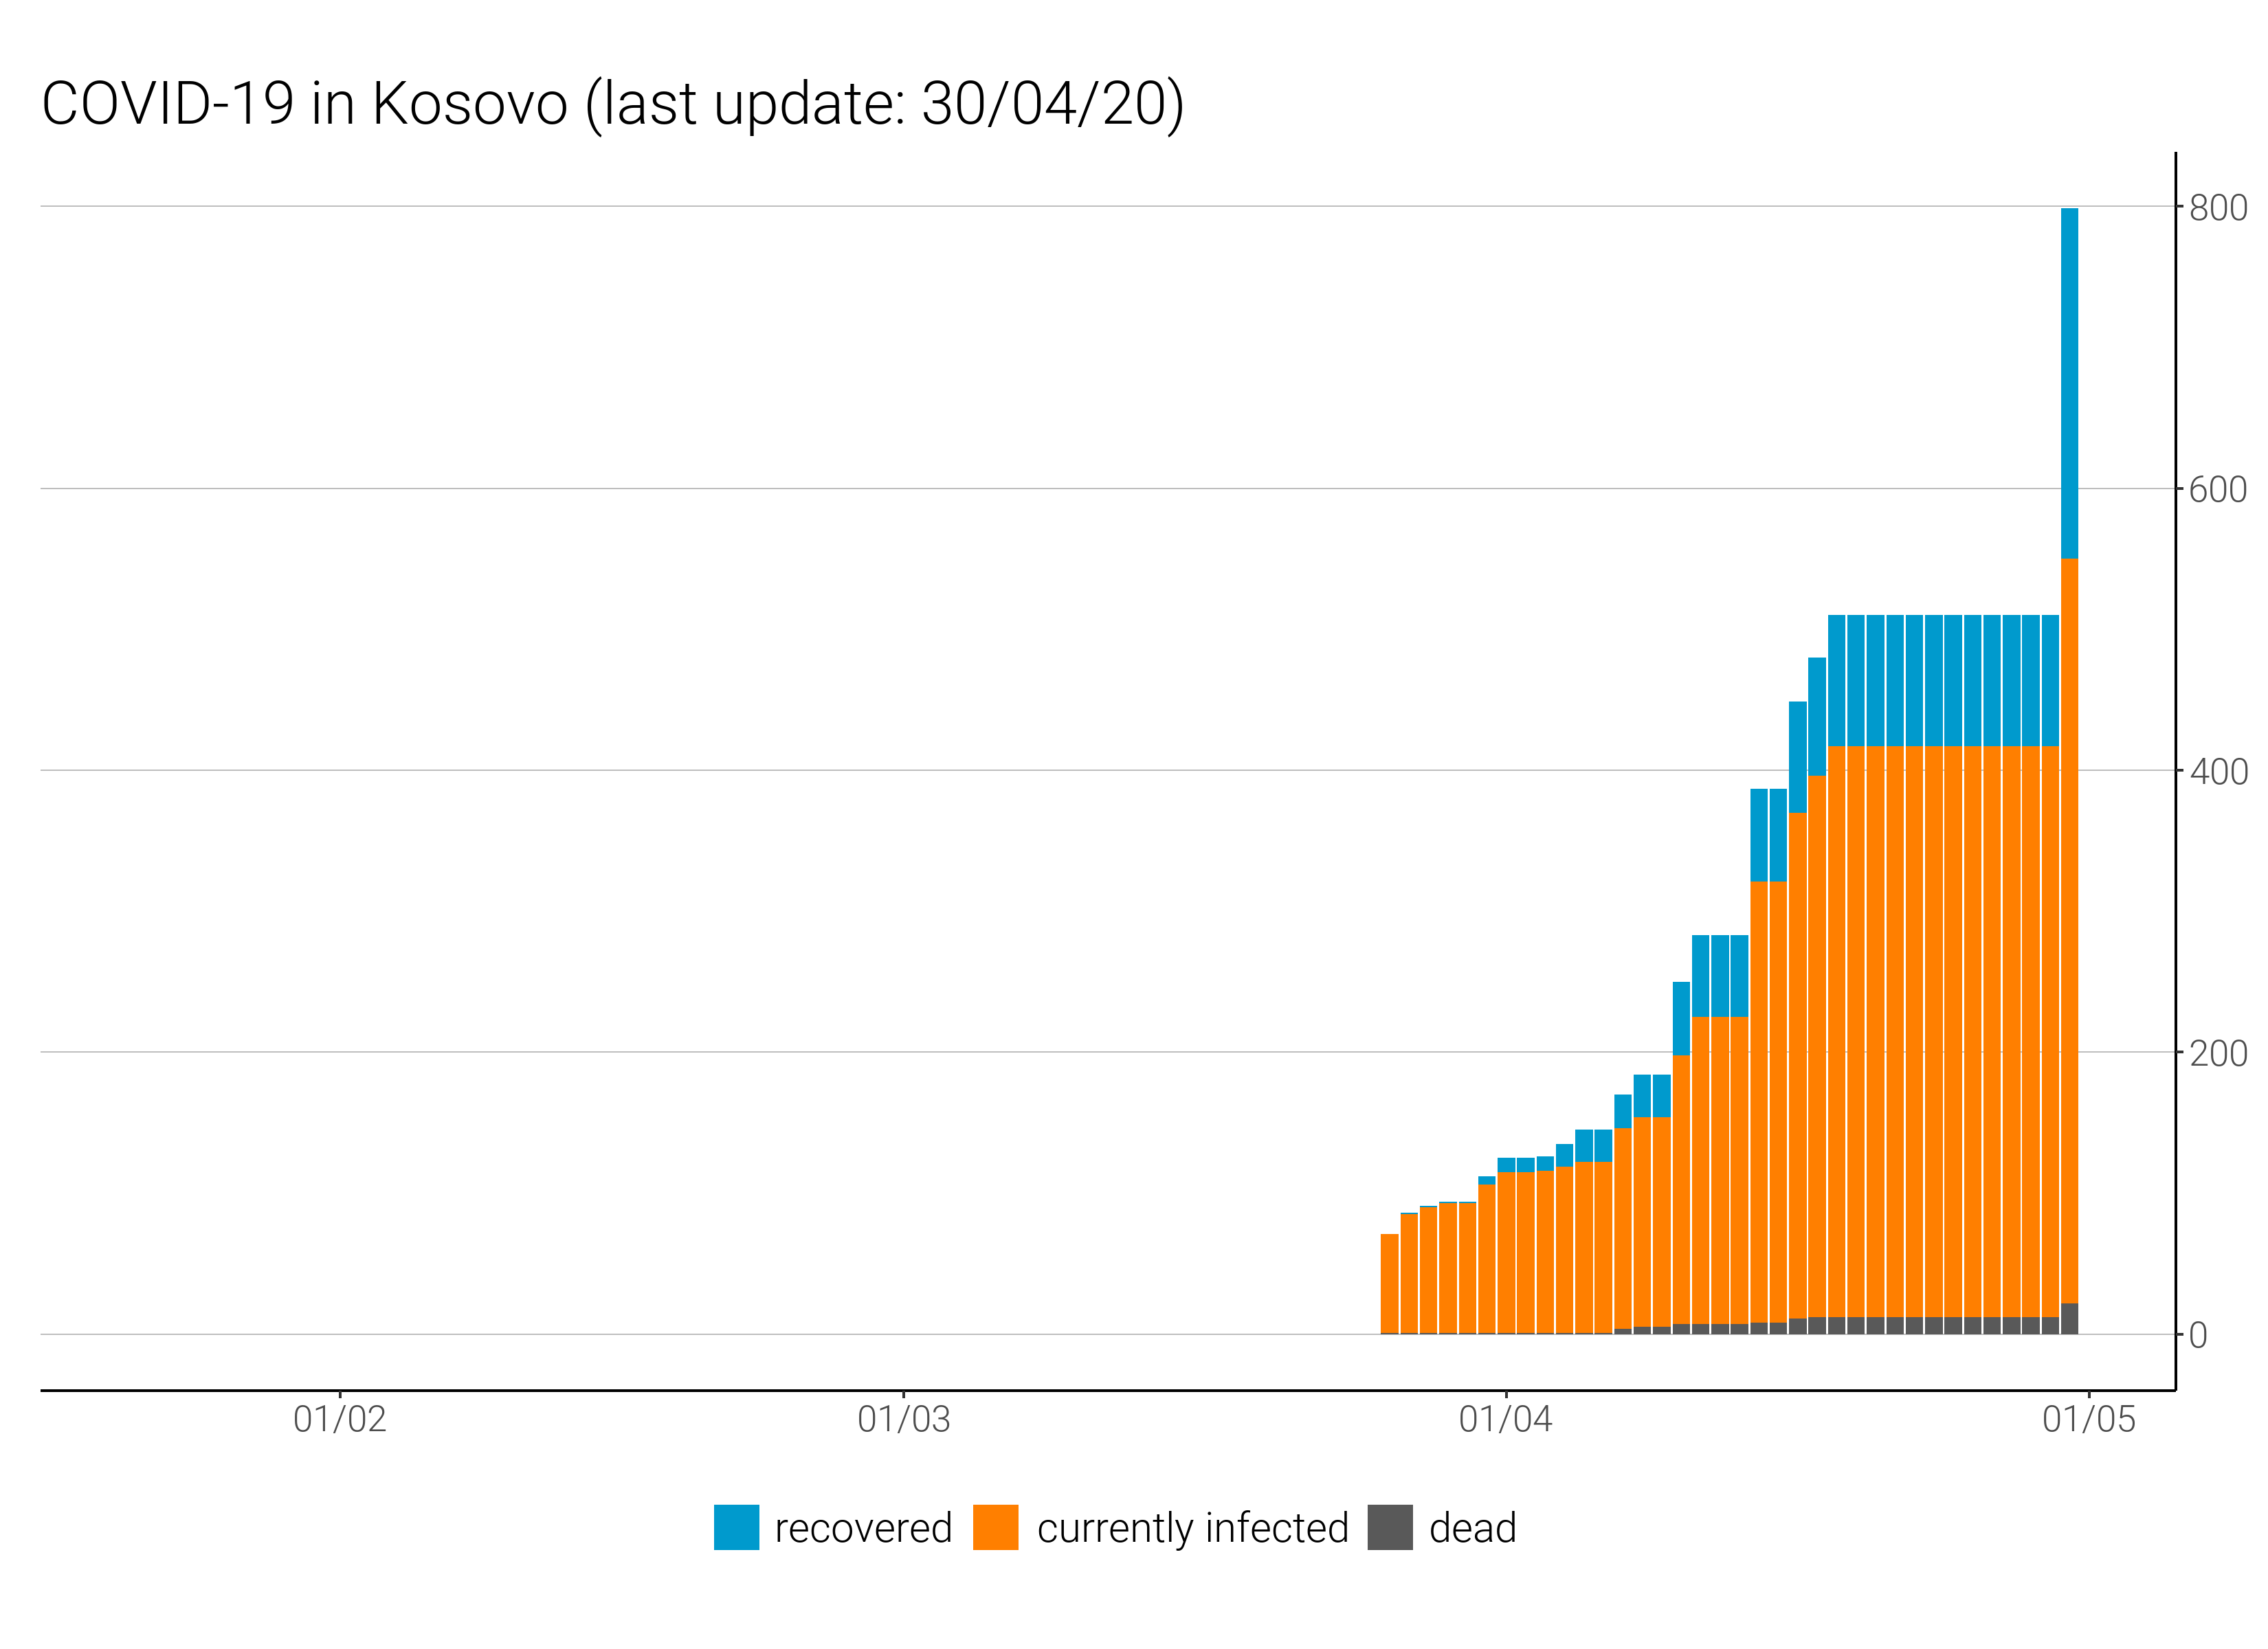 COVID-19 in Kosovo (last update: 30/04/20)
800
600
400
200
0
01/02 01/03 01/04 01/05
recovered currently infected dead